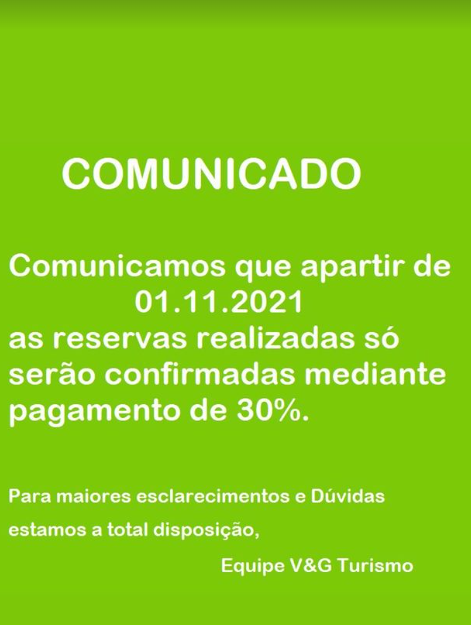 COMUNICADO
Comunicamos que apartir de
01.11.2021
as reservas realizadas só
serão confirmadas mediante
pagamento de 30%.
Para maiores esclarecimentos e Dúvidas
estamos a total disposição,
Equipe V&G Turismo